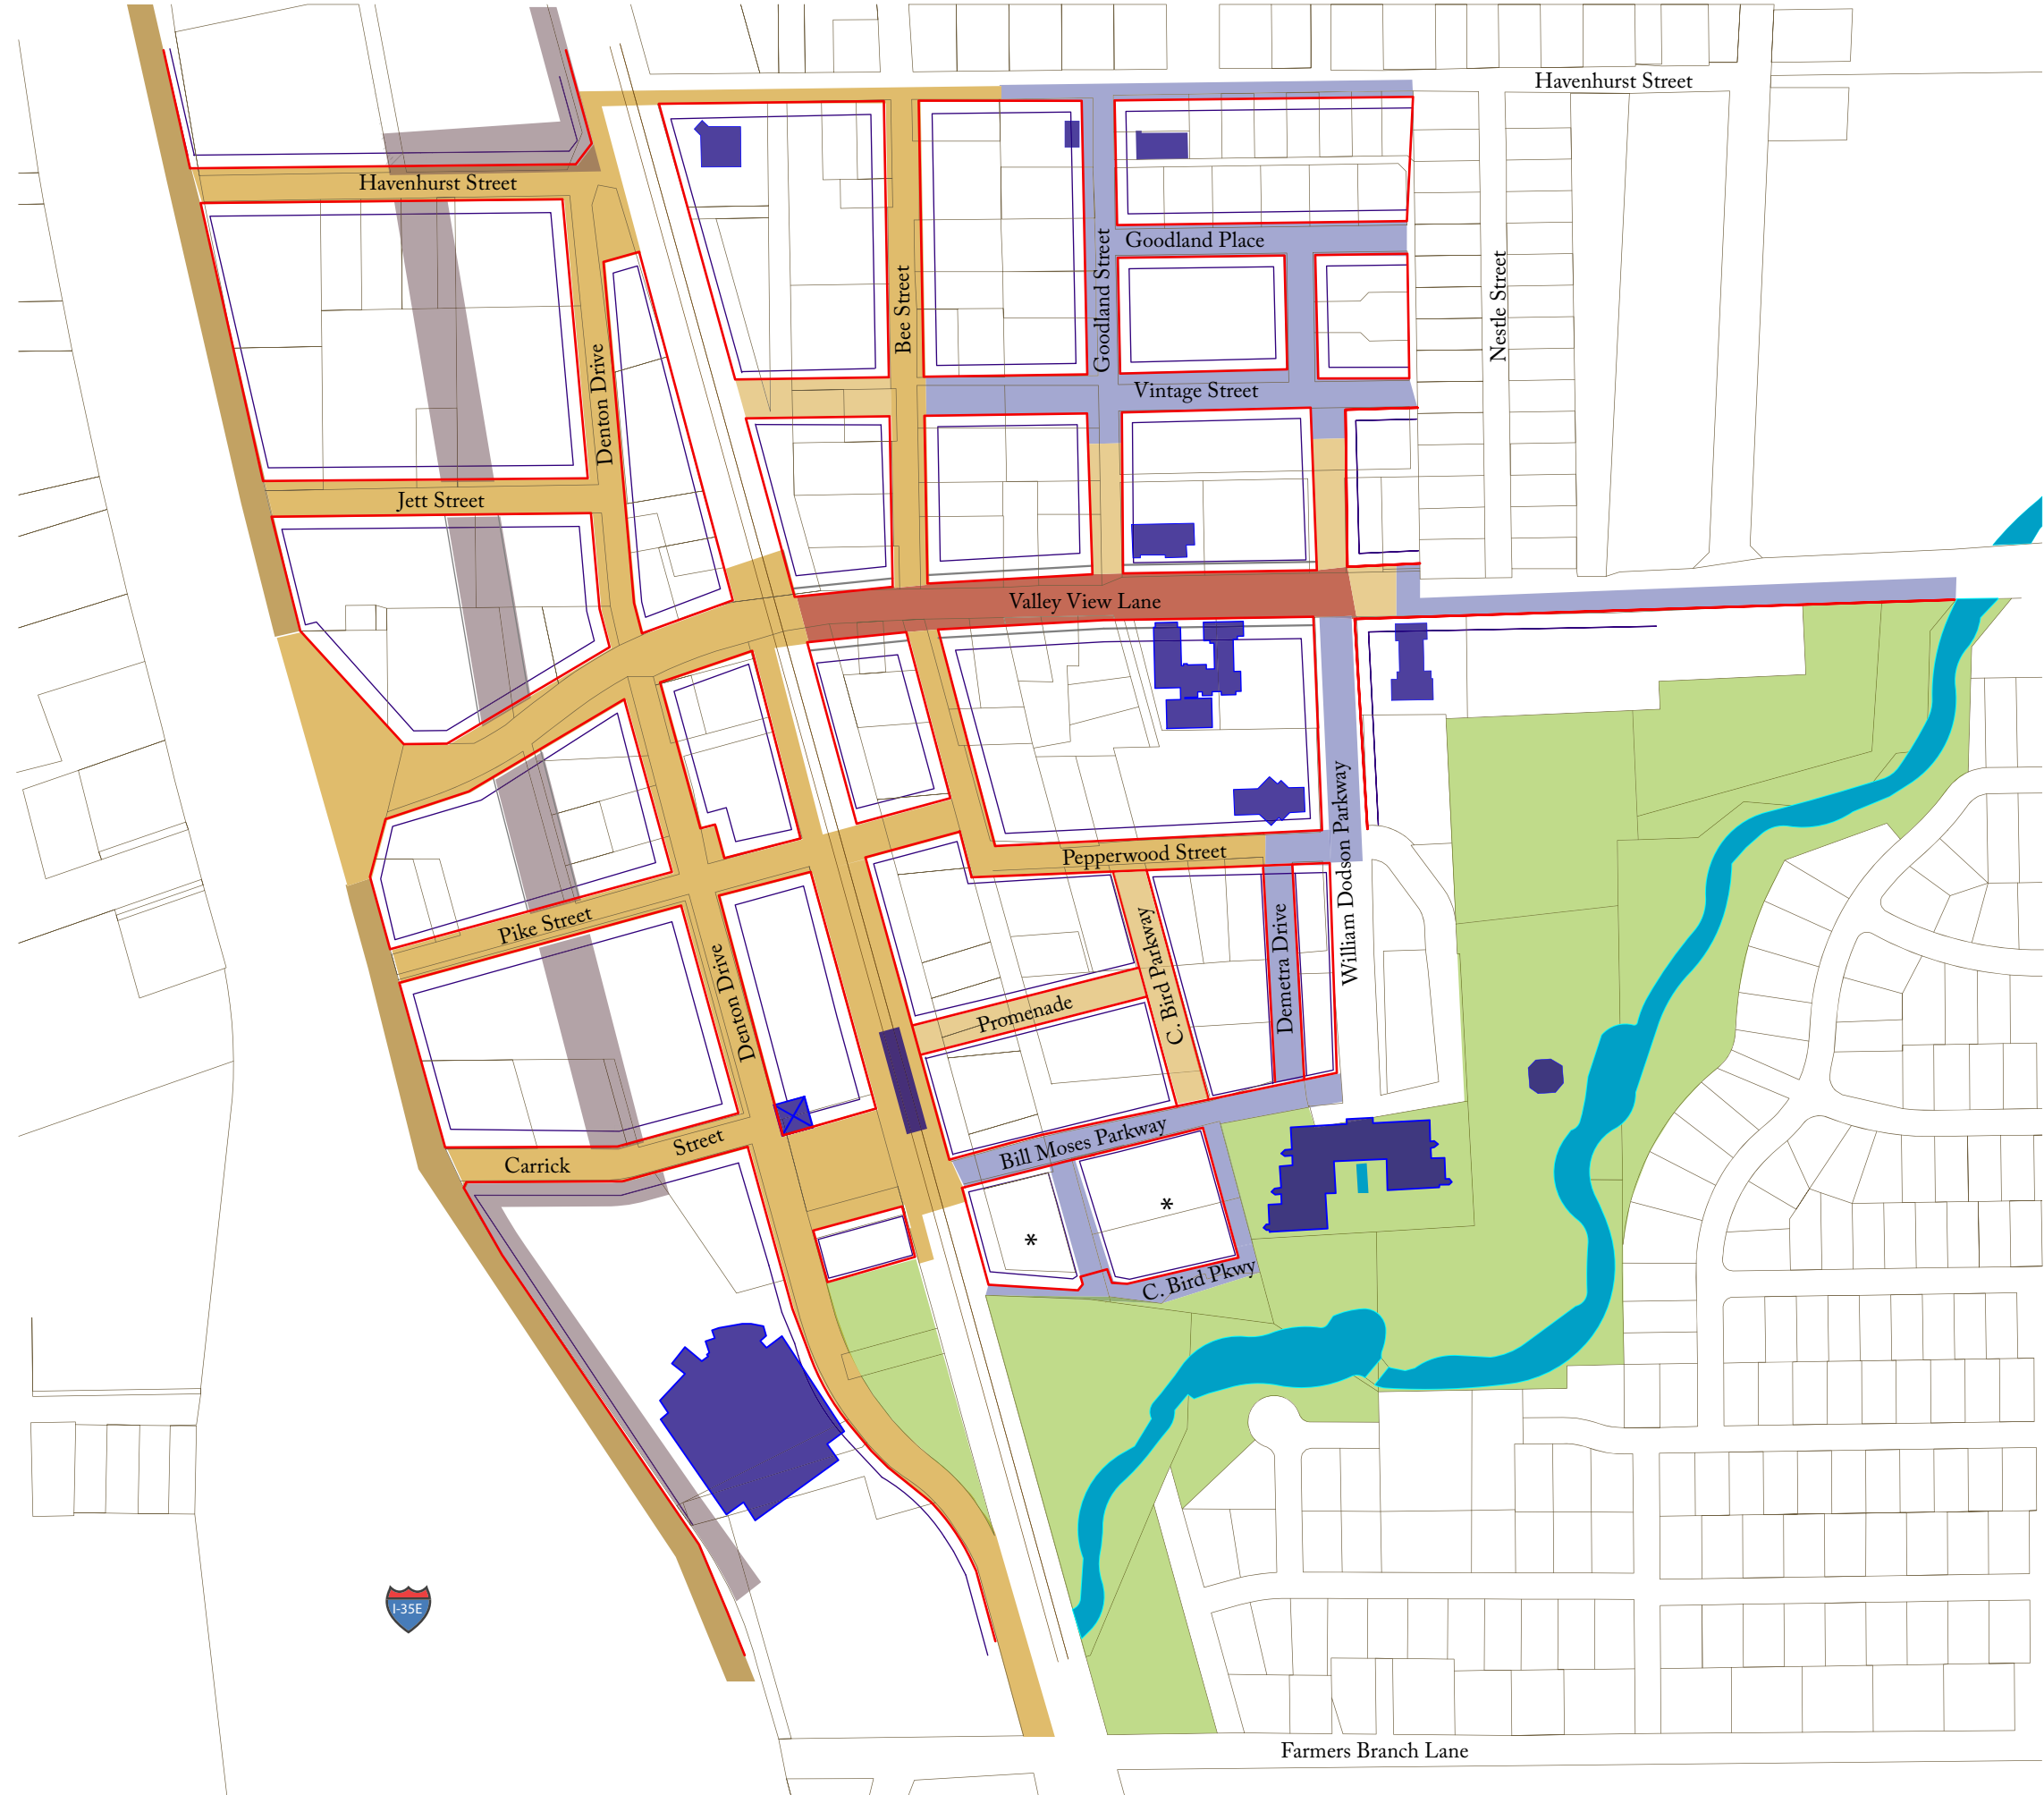 Havenhurst Street
Havenhurst Street
Goodland Place
Goodland Street
Bee Street
Nestle Street
Denton Drive
Vintage Street
Jett Street
Valley View Lane
William Dodson Parkway
Pepperwood Street
Pike Street
C. Bird Parkway
Demetra Drive
Denton Drive
Promenade
Bill Moses Parkway
Carrick
Street
*
*
C. Bird Pkwy
I-35E
Farmers Branch Lane